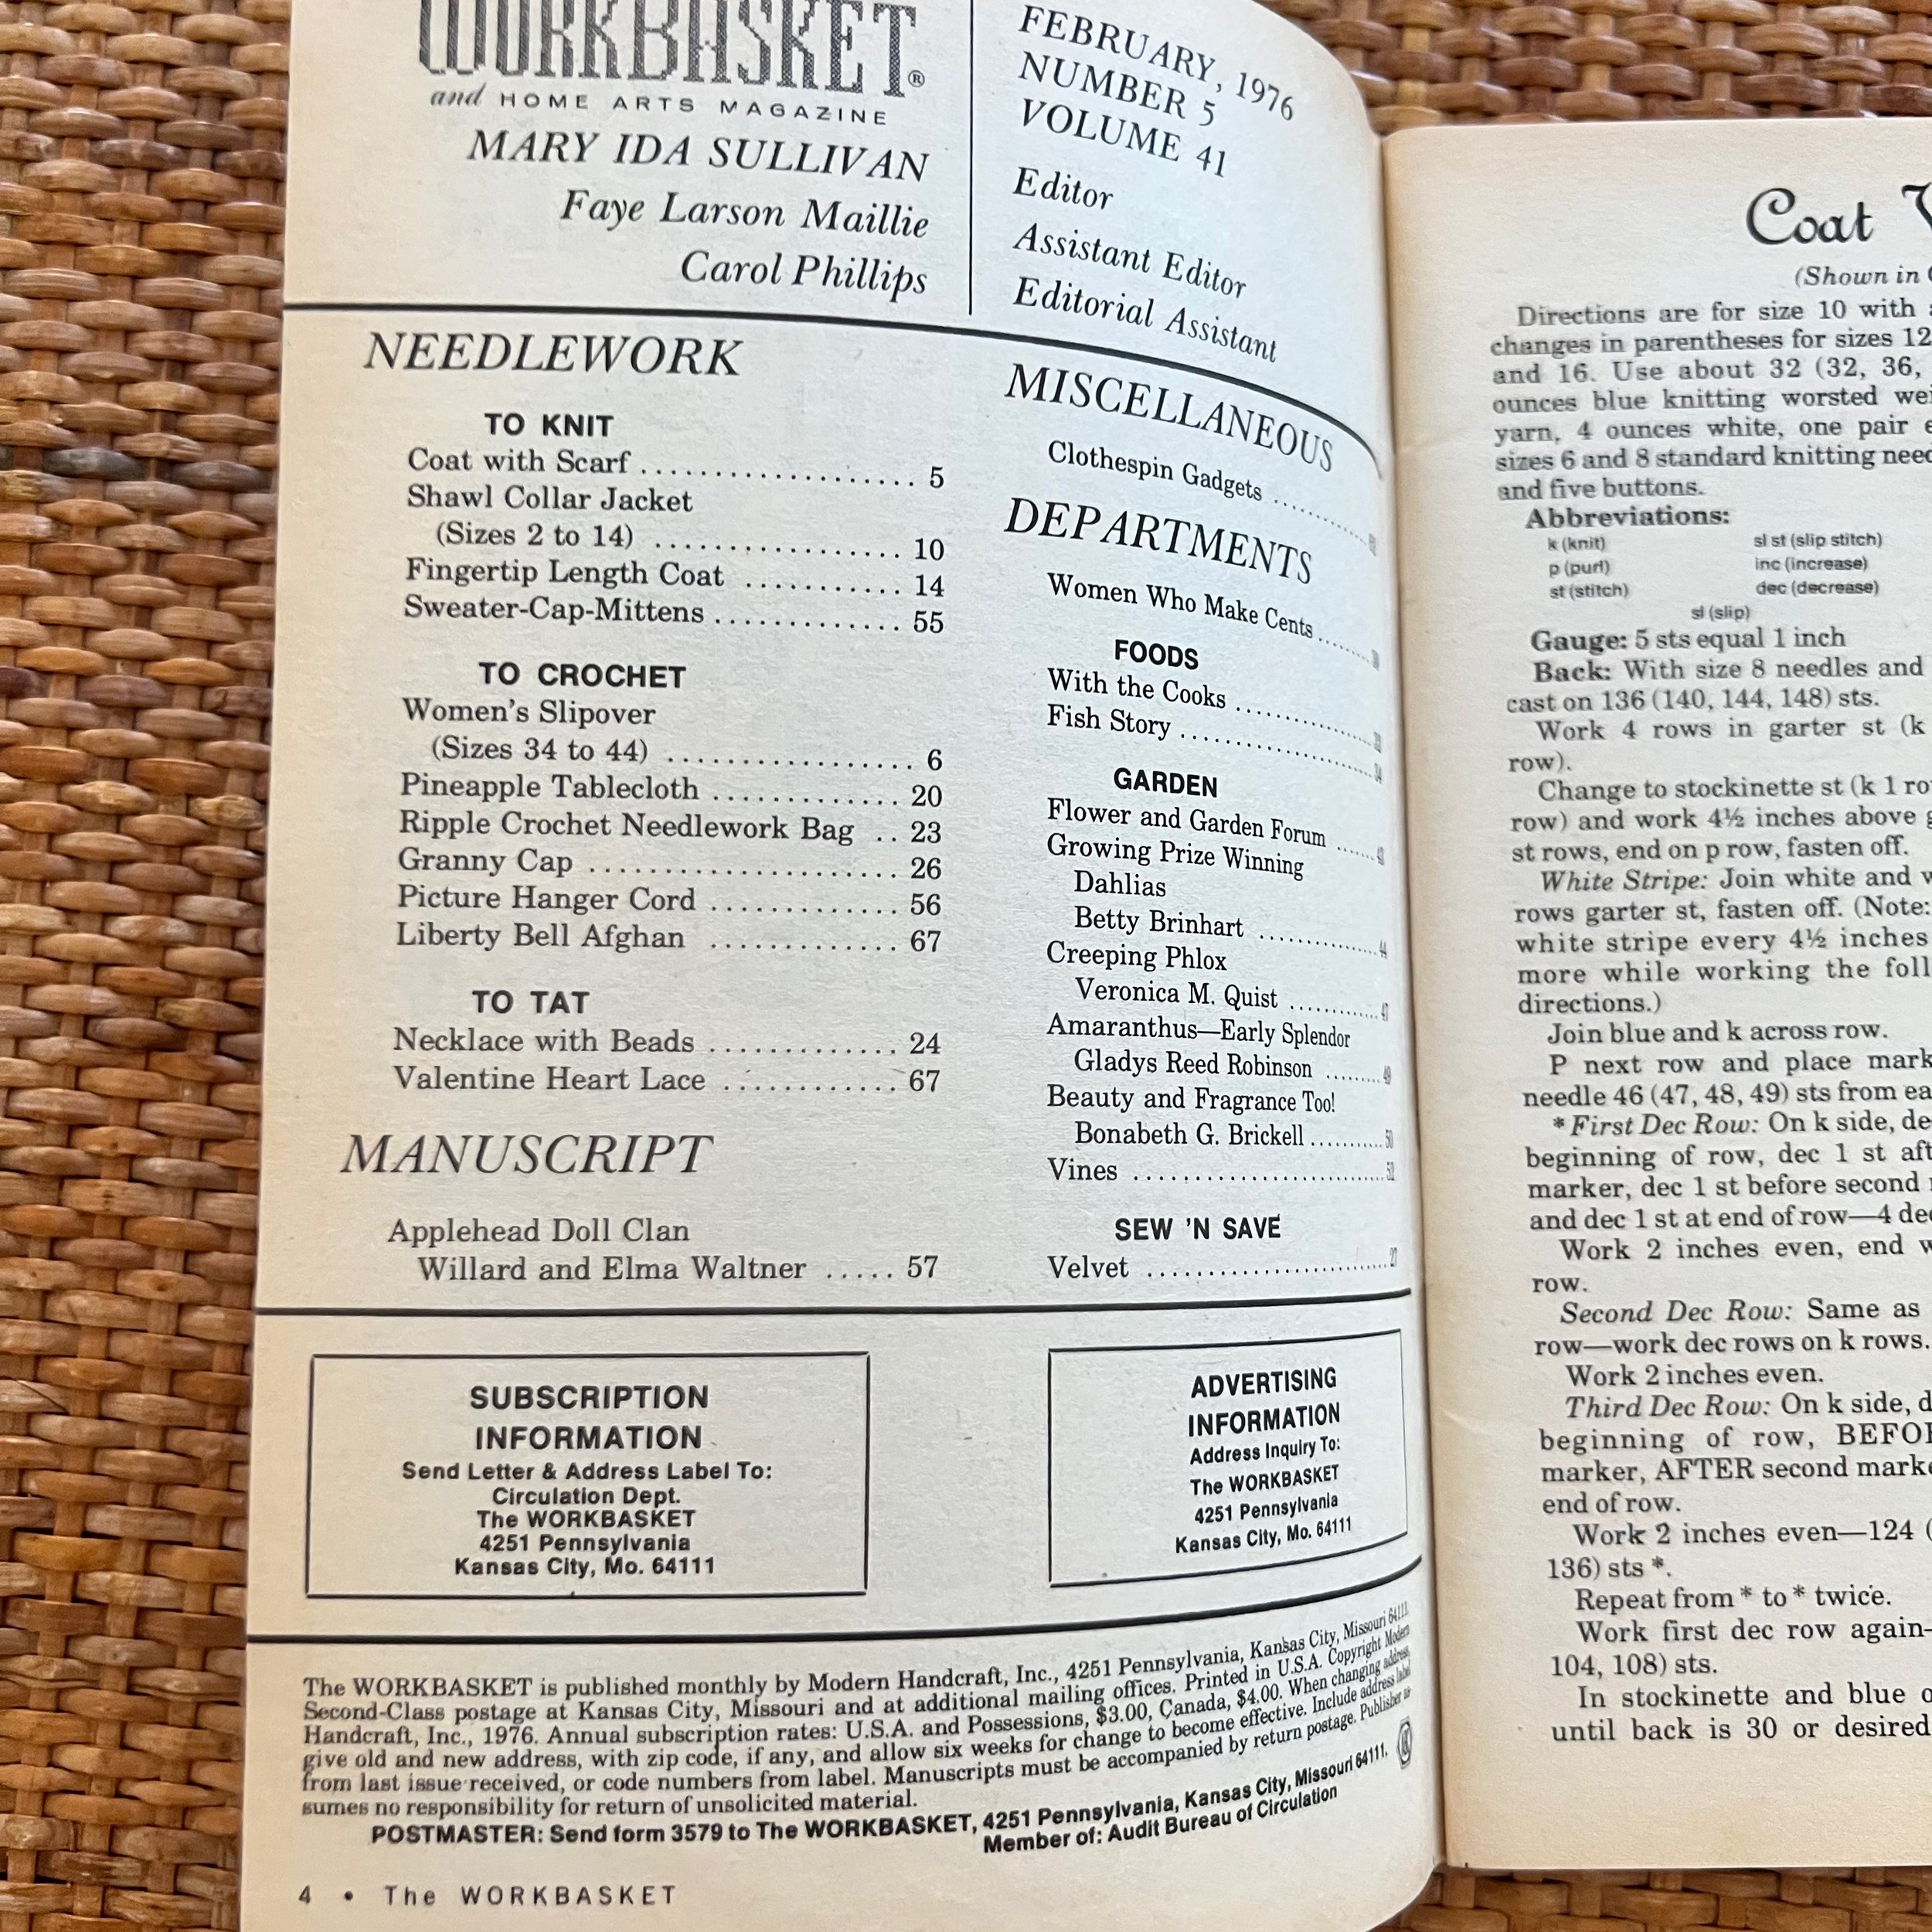 WORKBASKET®
and HOME ARTS MAGAZINE
MARY IDA SULLIVAN
Faye Larson Maillie
Carol Phillips
FEBRUARY, 1976
NUMBER 5
VOLUME 41
Editor
Assistant Editor
Editorial Assistant
NEEDLEWORK
TO KNIT
Coat with Scarf ................... 5
Shawl Collar Jacket
(Sizes 2 to 14) .................. 10
Fingertip Length Coat .......... 14
Sweater-Cap-Mittens ............. 55
TO CROCHET
Women's Slipover
(Sizes 34 to 44) ................. 6
Pineapple Tablecloth ............. 20
Ripple Crochet Needlework Bag .. 23
Granny Cap ...................... 26
Picture Hanger Cord ............. 56
Liberty Bell Afghan ............. 67
TO TAT
Necklace with Beads ............. 24
Valentine Heart Lace ............ 67
MANUSCRIPT
Applehead Doll Clan
Willard and Elma Waltner ..... 57
MISCELLANEOUS
Clothespin Gadgets ..............
DEPARTMENTS
Women Who Make Cents ..........
FOODS
With the Cooks ..................
Fish Story ......................
GARDEN
Flower and Garden Forum ........
Growing Prize Winning
Dahlias
Betty Brinhart ................. 44
Creeping Phlox
Veronica M. Quist ............. 47
Amaranthus—Early Splendor
Gladys Reed Robinson ......... 49
Beauty and Fragrance Too!
Bonabeth G. Brickell ........... 50
Vines ........................... 52
SEW 'N SAVE
Velvet .......................... 27
SUBSCRIPTION
INFORMATION
Send Letter & Address Label To:
Circulation Dept.
The WORKBASKET
4251 Pennsylvania
Kansas City, Mo. 64111
ADVERTISING
INFORMATION
Address Inquiry To:
The WORKBASKET
4251 Pennsylvania
Kansas City, Mo. 64111
The WORKBASKET is published monthly by Modern Handcraft, Inc., 4251 Pennsylvania, Kansas City, Missouri 64111.
Second-Class postage at Kansas City, Missouri and at additional mailing offices. Printed in U.S.A. Copyright Modern
Handcraft, Inc., 1976. Annual subscription rates: U.S.A. and Possessions, $3.00, Canada, $4.00. When changing address,
give old and new address, with zip code, if any, and allow six weeks for change to become effective. Include address label
from last issue received, or code numbers from label. Manuscripts must be accompanied by return postage. Publisher as-
sumes no responsibility for return of unsolicited material.
POSTMASTER: Send form 3579 to The WORKBASKET, 4251 Pennsylvania, Kansas City, Missouri 64111.
Member of: Audit Bureau of Circulation
4 • The WORKBASKET
Coat
(Shown in
Directions are for size 10 with
changes in parentheses for sizes 12
and 16. Use about 32 (32, 36,
ounces blue knitting worsted
yarn, 4 ounces white, one pair
sizes 6 and 8 standard knitting
and five buttons.
Abbreviations:
k (knit)
p (purl)
st (stitch)
sl st (slip stitch)
inc (increase)
dec (decrease)
sl (slip)
Gauge: 5 sts equal 1 inch
Back: With size 8 needles and
cast on 136 (140, 144, 148) sts.
Work 4 rows in garter st (k
row).
Change to stockinette st (k 1
row) and work 4½ inches above
st rows, end on p row, fasten off.
White Stripe: Join white and
rows garter st, fasten off. (Note:
white stripe every 4½ inches
more while working the
directions.)
Join blue and k across row.
P next row and place
needle 46 (47, 48, 49) sts from
* First Dec Row: On k side,
beginning of row, dec 1 st
marker, dec 1 st before second
and dec 1 st at end of row—4
Work 2 inches even, end
row.
Second Dec Row: Same as
row—work dec rows on k rows.
Work 2 inches even.
Third Dec Row: On k side,
beginning of row,
marker, AFTER second
end of row.
Work 2 inches even—124 (
136) sts *.
Repeat from * to * twice.
Work first dec row again—
104, 108) sts.
In stockinette and blue
until back is 30 or desired